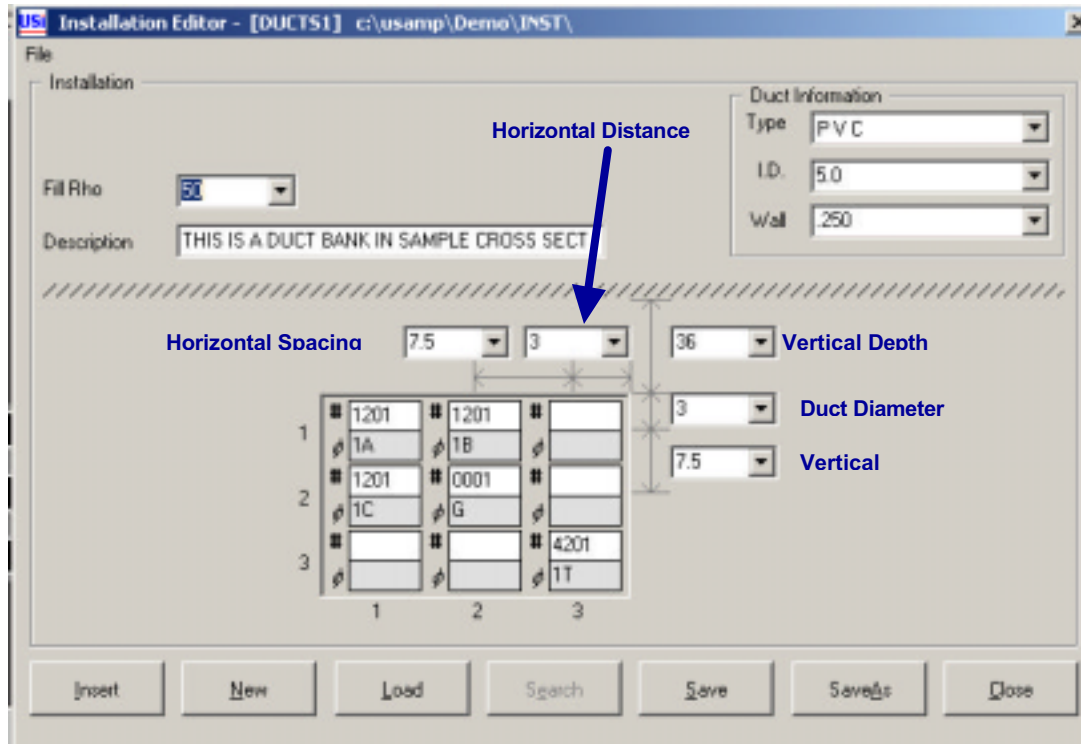 USi Installation Editor - [DUCTS1] c:\usamp\Demo\INST\
File
Installation
Duct Information
Horizontal Distance
Type PVC
I.D. 5.0
Fill Rho 50
Wall .250
Description THIS IS A DUCT BANK IN SAMPLE CROSS SECT
Horizontal Spacing 7.5 3 36 Vertical Depth
3 Duct Diameter
# 1201 # 1201 #
1
ϕ 1A ϕ 1B ϕ
7.5 Vertical
# 1201 # 0001 #
2
ϕ 1C ϕ G ϕ
# # # 4201
3
ϕ ϕ ϕ 1T
1 2 3
Insert New Load Search Save SaveAs Close